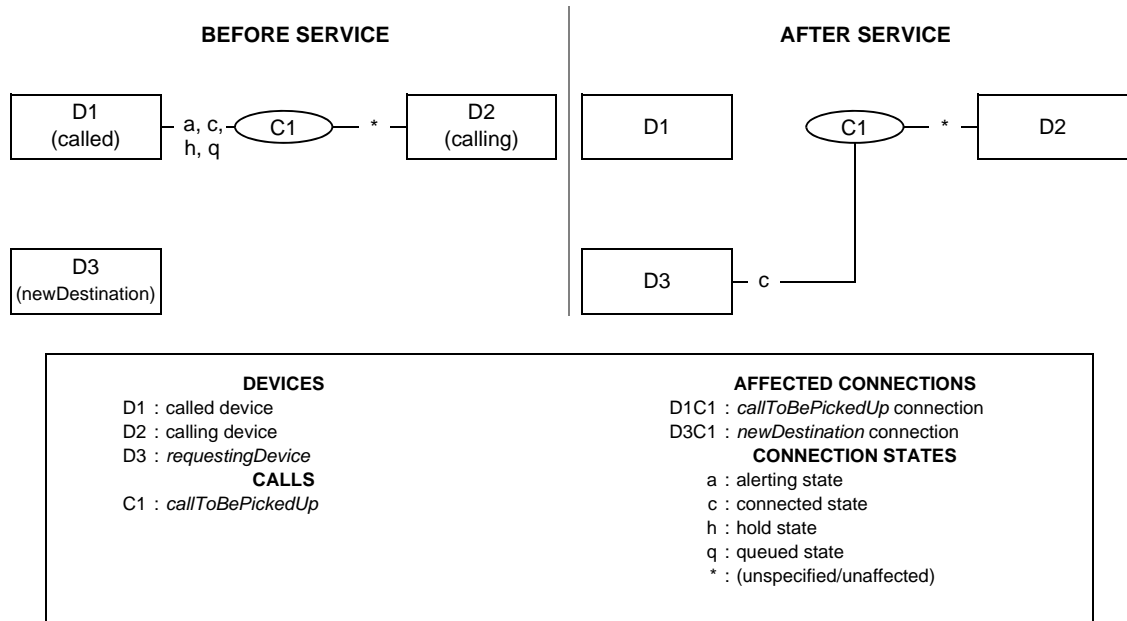 BEFORE SERVICE
AFTER SERVICE
D1
(called)
a, c,
h, q
C1
*
D2
(calling)
D3
(newDestination)
D1
C1
*
D2
D3
c
DEVICES
D1 : called device
D2 : calling device
D3 : requestingDevice
CALLS
C1 : callToBePickedUp
AFFECTED CONNECTIONS
D1C1 : callToBePickedUp connection
D3C1 : newDestination connection
CONNECTION STATES
a : alerting state
c : connected state
h : hold state
q : queued state
* : (unspecified/unaffected)